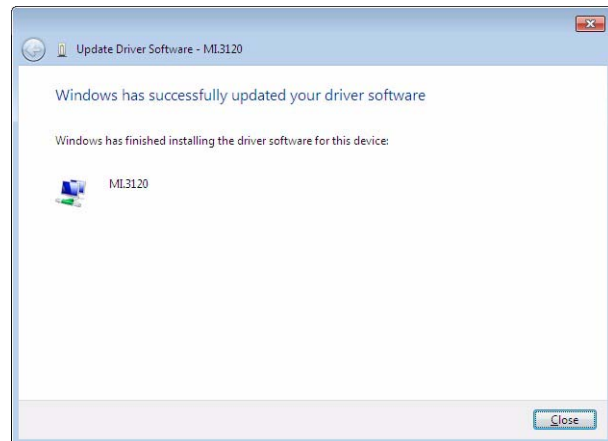 Update Driver Software - MI.3120
Windows has successfully updated your driver software
Windows has finished installing the driver software for this device:
MI.3120
Close